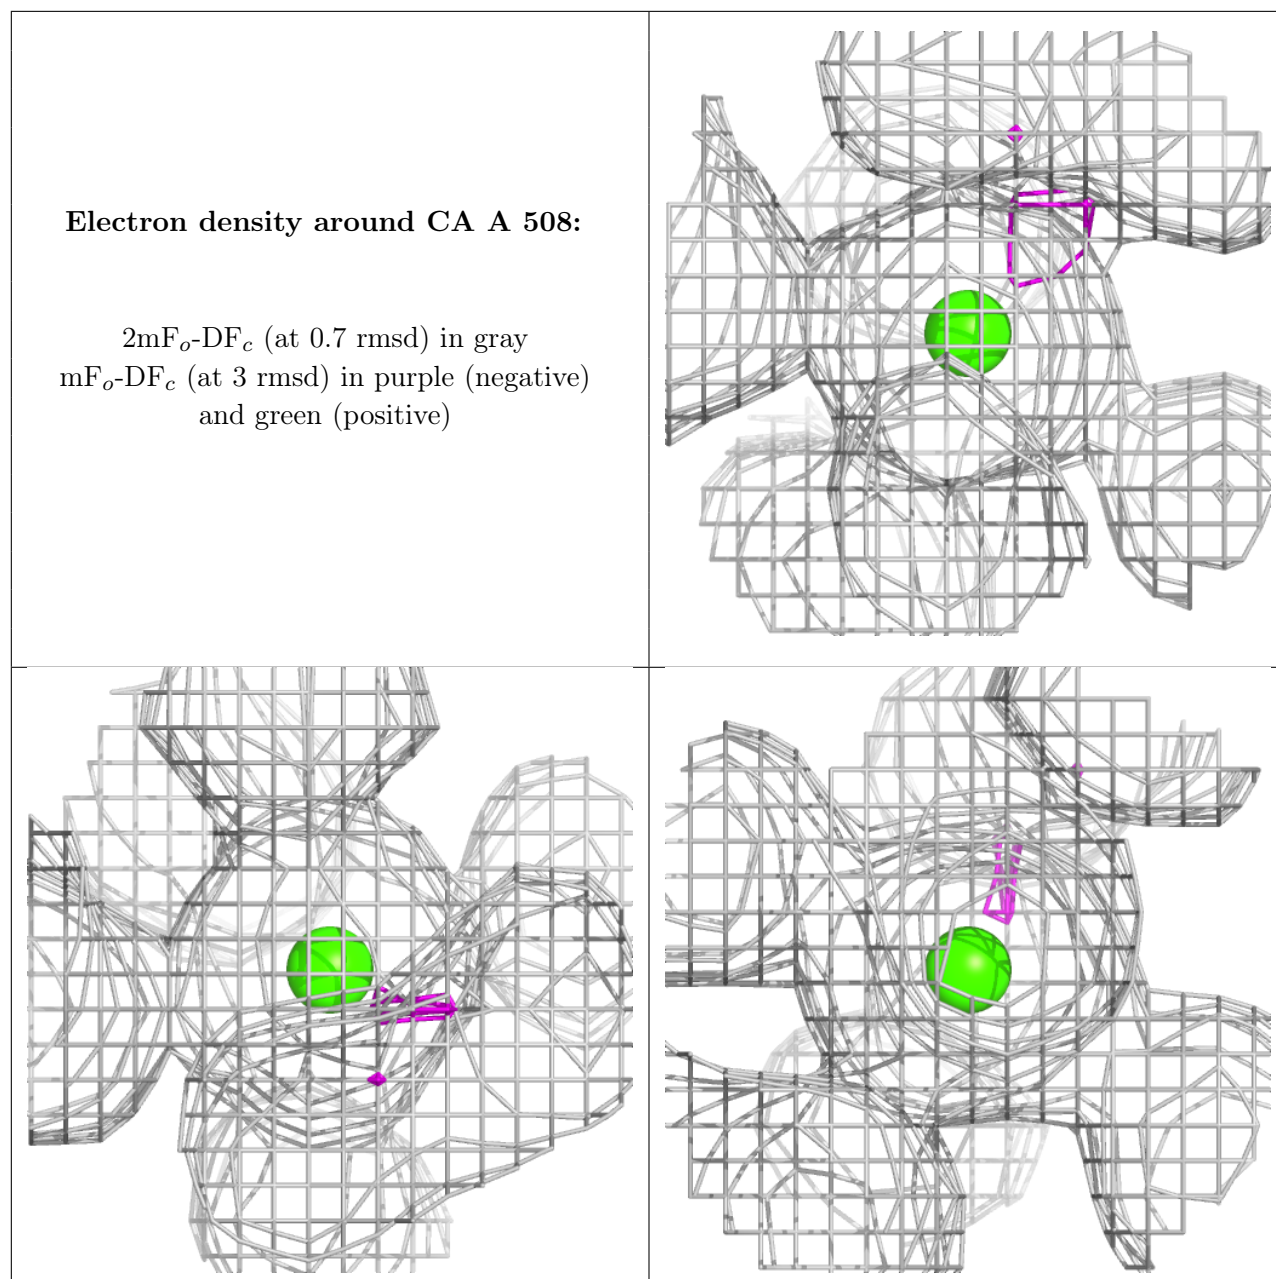 Electron density around CA A 508:
2mFₒ-DF𝑐 (at 0.7 rmsd) in gray
mFₒ-DF𝑐 (at 3 rmsd) in purple (negative)
and green (positive)